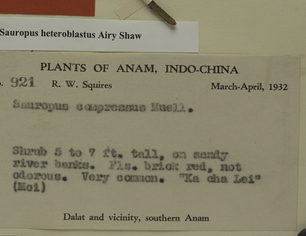 Sauropus heteroblastus Airy Shaw
PLANTS OF ANAM, INDO-CHINA
o. 921 R. W. Squires March-April, 1932
Sauropus compressus Muell.
Shrub 5 to 7 ft. tall, on sandy
river banks. Fls. brick red, not
odorous. Very common. "Ka cha Lei"
(Moi)
Dalat and vicinity, southern Anam